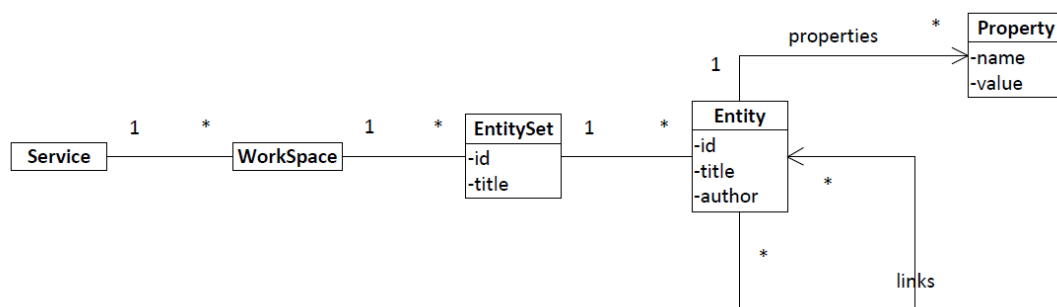 properties
*
Property
-name
-value
1
Service
1
*
WorkSpace
1
*
EntitySet
-id
-title
1
*
Entity
-id
-title
-author
*
*
links